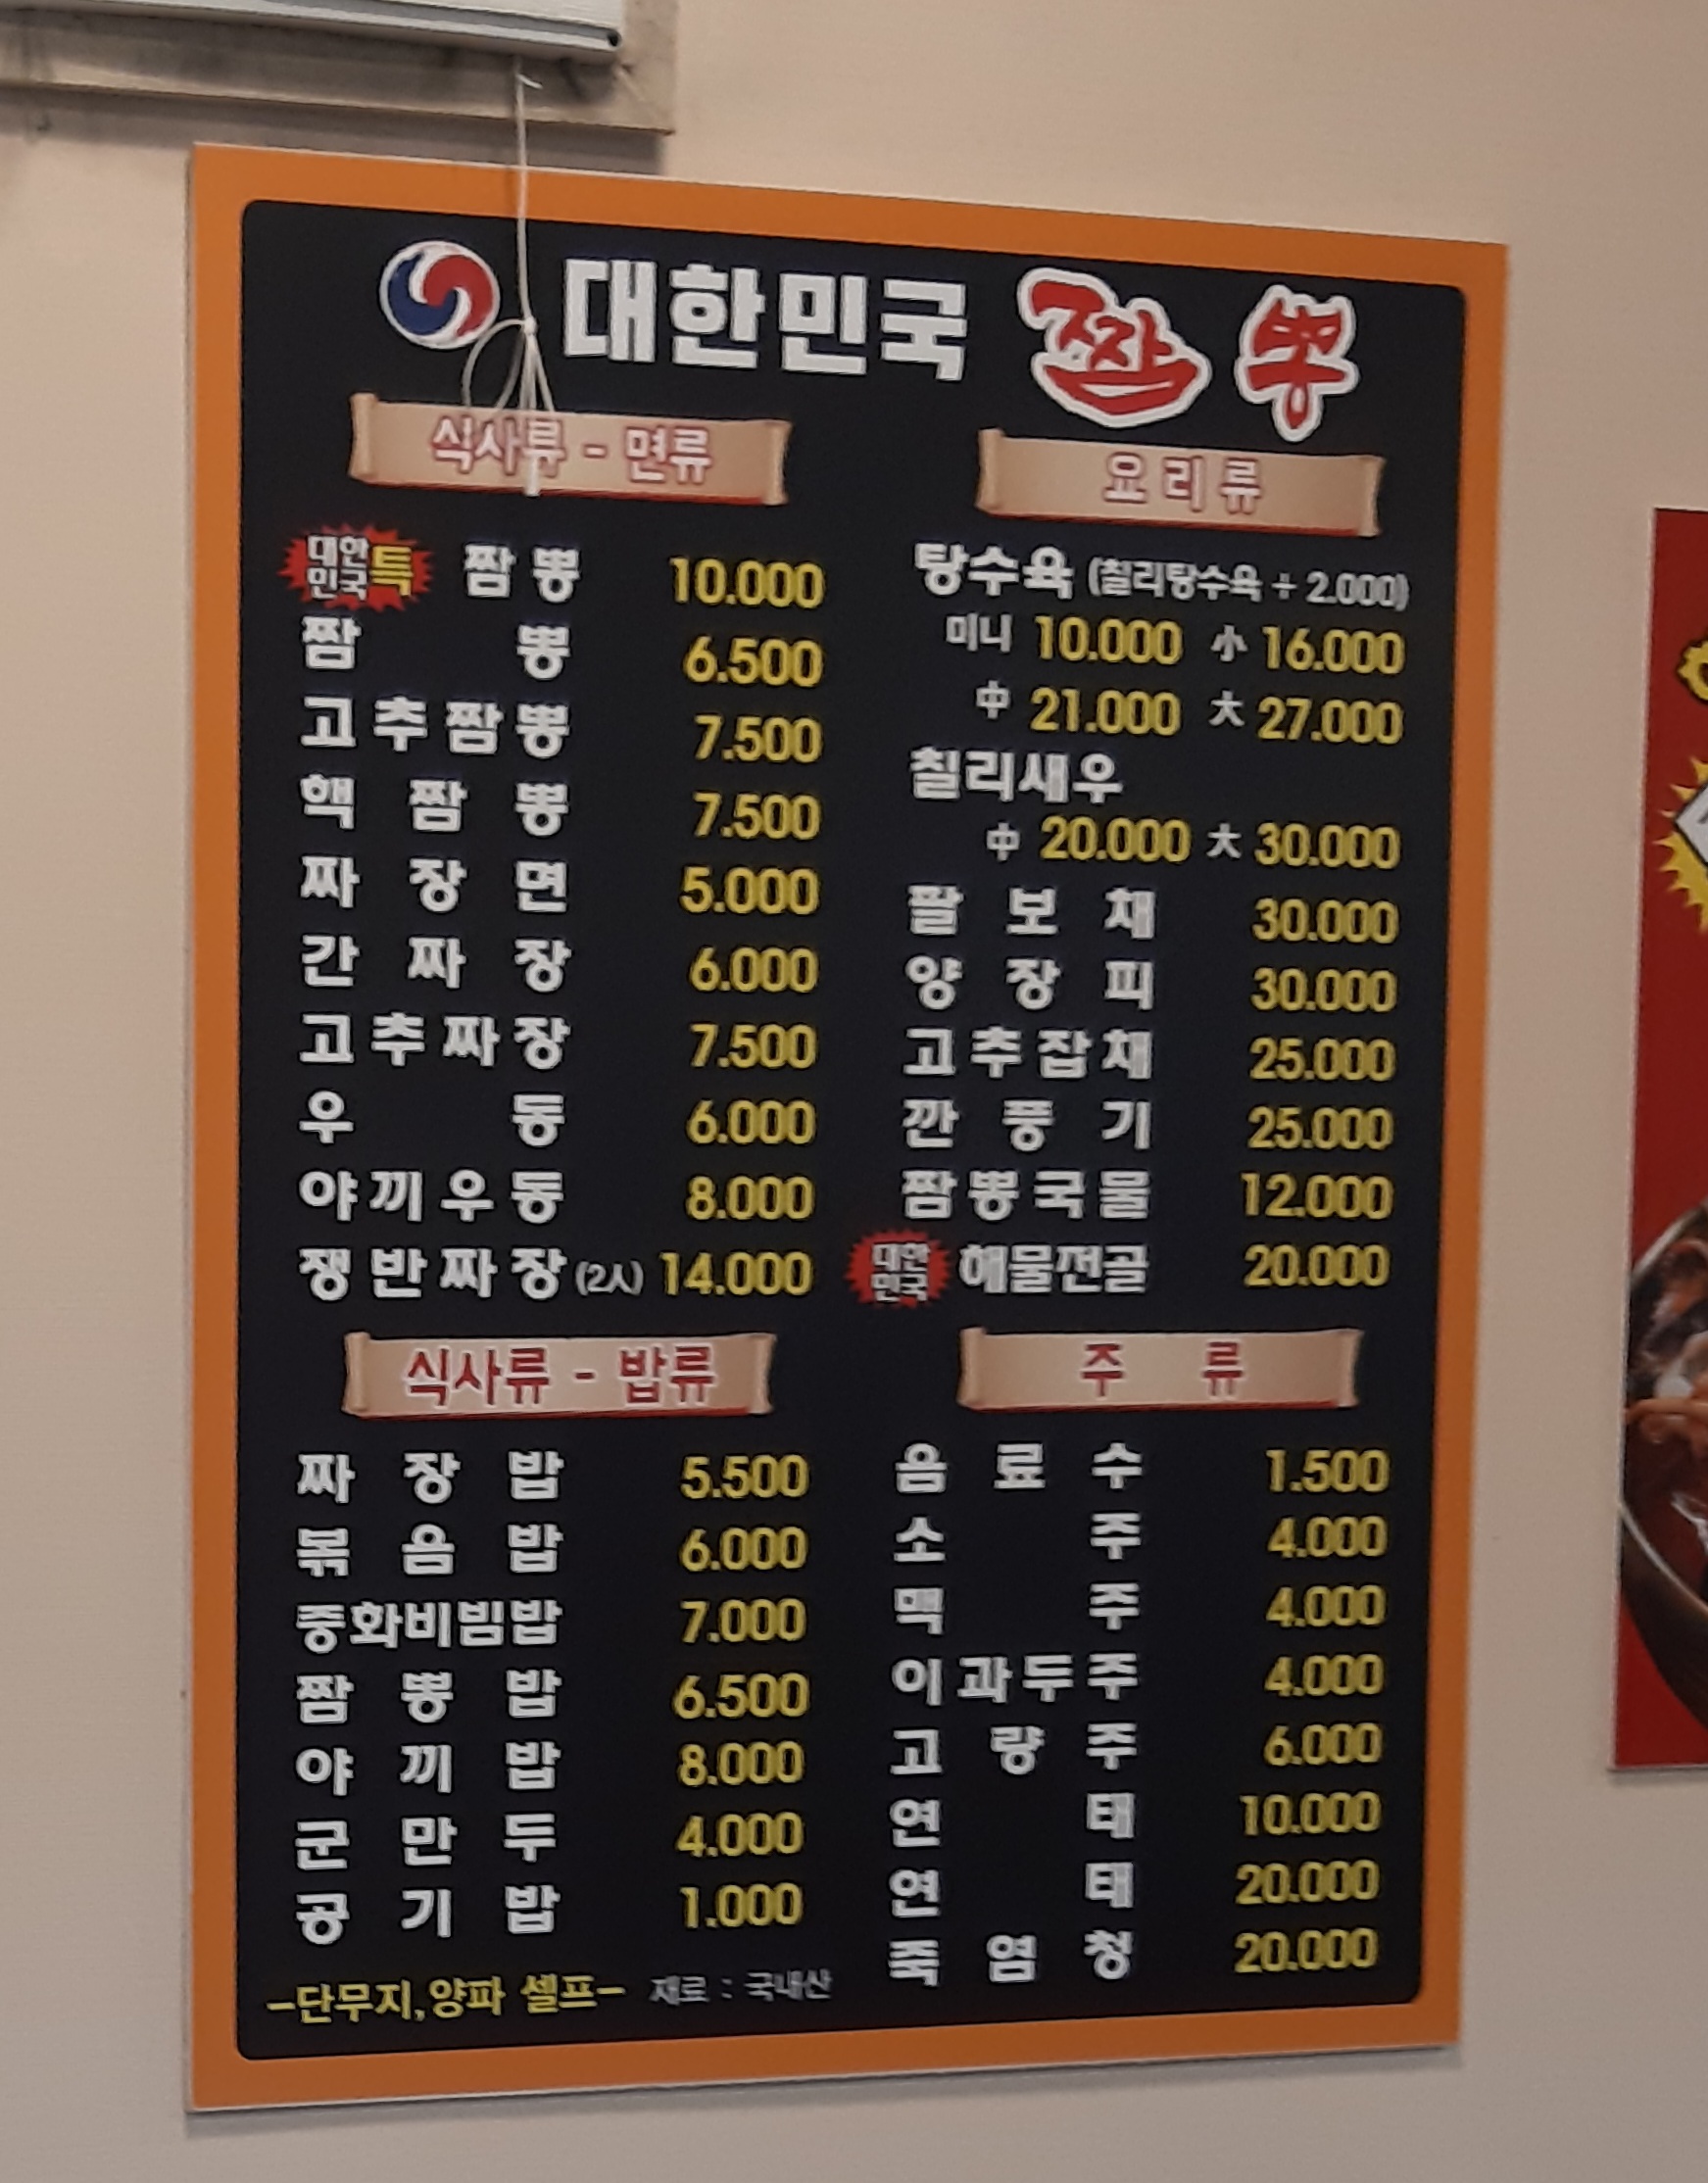 대한민국 짬뽕
식사류 - 면류
대한민국 특 짬뽕 10.000
짬뽕 6.500
고추짬뽕 7.500
핵짬뽕 7.500
짜장면 5.000
간짜장 6.000
고추짜장 7.500
우동 6.000
야끼우동 8.000
쟁반짜장 (2人) 14.000
식사류 - 밥류
짜장밥 5.500
볶음밥 6.000
중화비빔밥 7.000
짬뽕밥 6.500
야끼밥 8.000
군만두 4.000
공기밥 1.000
-단무지,양파 셀프- 재료 : 국내산
요리류
탕수육 (칠리탕수육 + 2.000)
미니 10.000 小 16.000
中 21.000 大 27.000
칠리새우
中 20.000 大 30.000
팔보채 30.000
양장피 30.000
고추잡채 25.000
깐풍기 25.000
짬뽕국물 12.000
대한민국 해물전골 20.000
주류
음료수 1.500
소주 4.000
맥주 4.000
이과두주 4.000
고량주 6.000
연태 10.000
연태 20.000
죽엽청 20.000